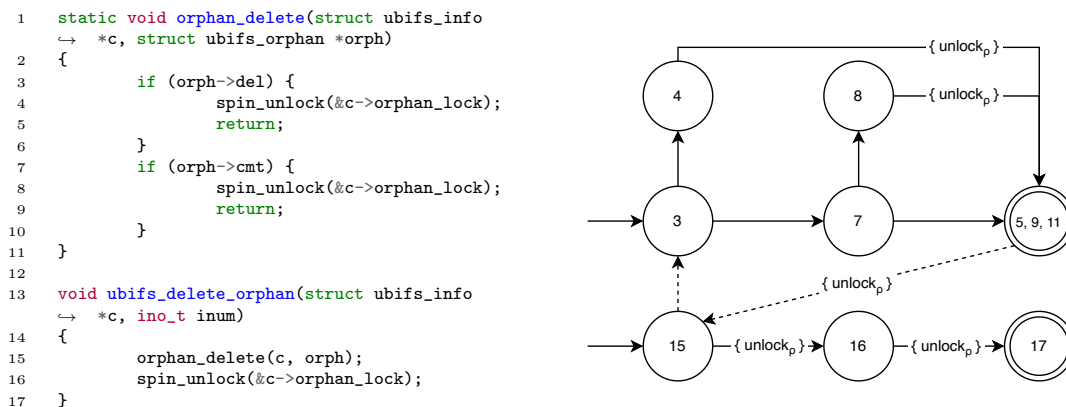 1 static void orphan_delete(struct ubifs_info
↪ *c, struct ubifs_orphan *orph)
2 {
3 if (orph->del) {
4 spin_unlock(&c->orphan_lock);
5 return;
6 }
7 if (orph->cmt) {
8 spin_unlock(&c->orphan_lock);
9 return;
10 }
11 }
12
13 void ubifs_delete_orphan(struct ubifs_info
↪ *c, ino_t inum)
14 {
15 orphan_delete(c, orph);
16 spin_unlock(&c->orphan_lock);
17 }
{ unlockρ }
4
8
{ unlockρ }
3
7
5, 9, 11
{ unlockρ }
15
{ unlockρ }
16
{ unlockρ }
17